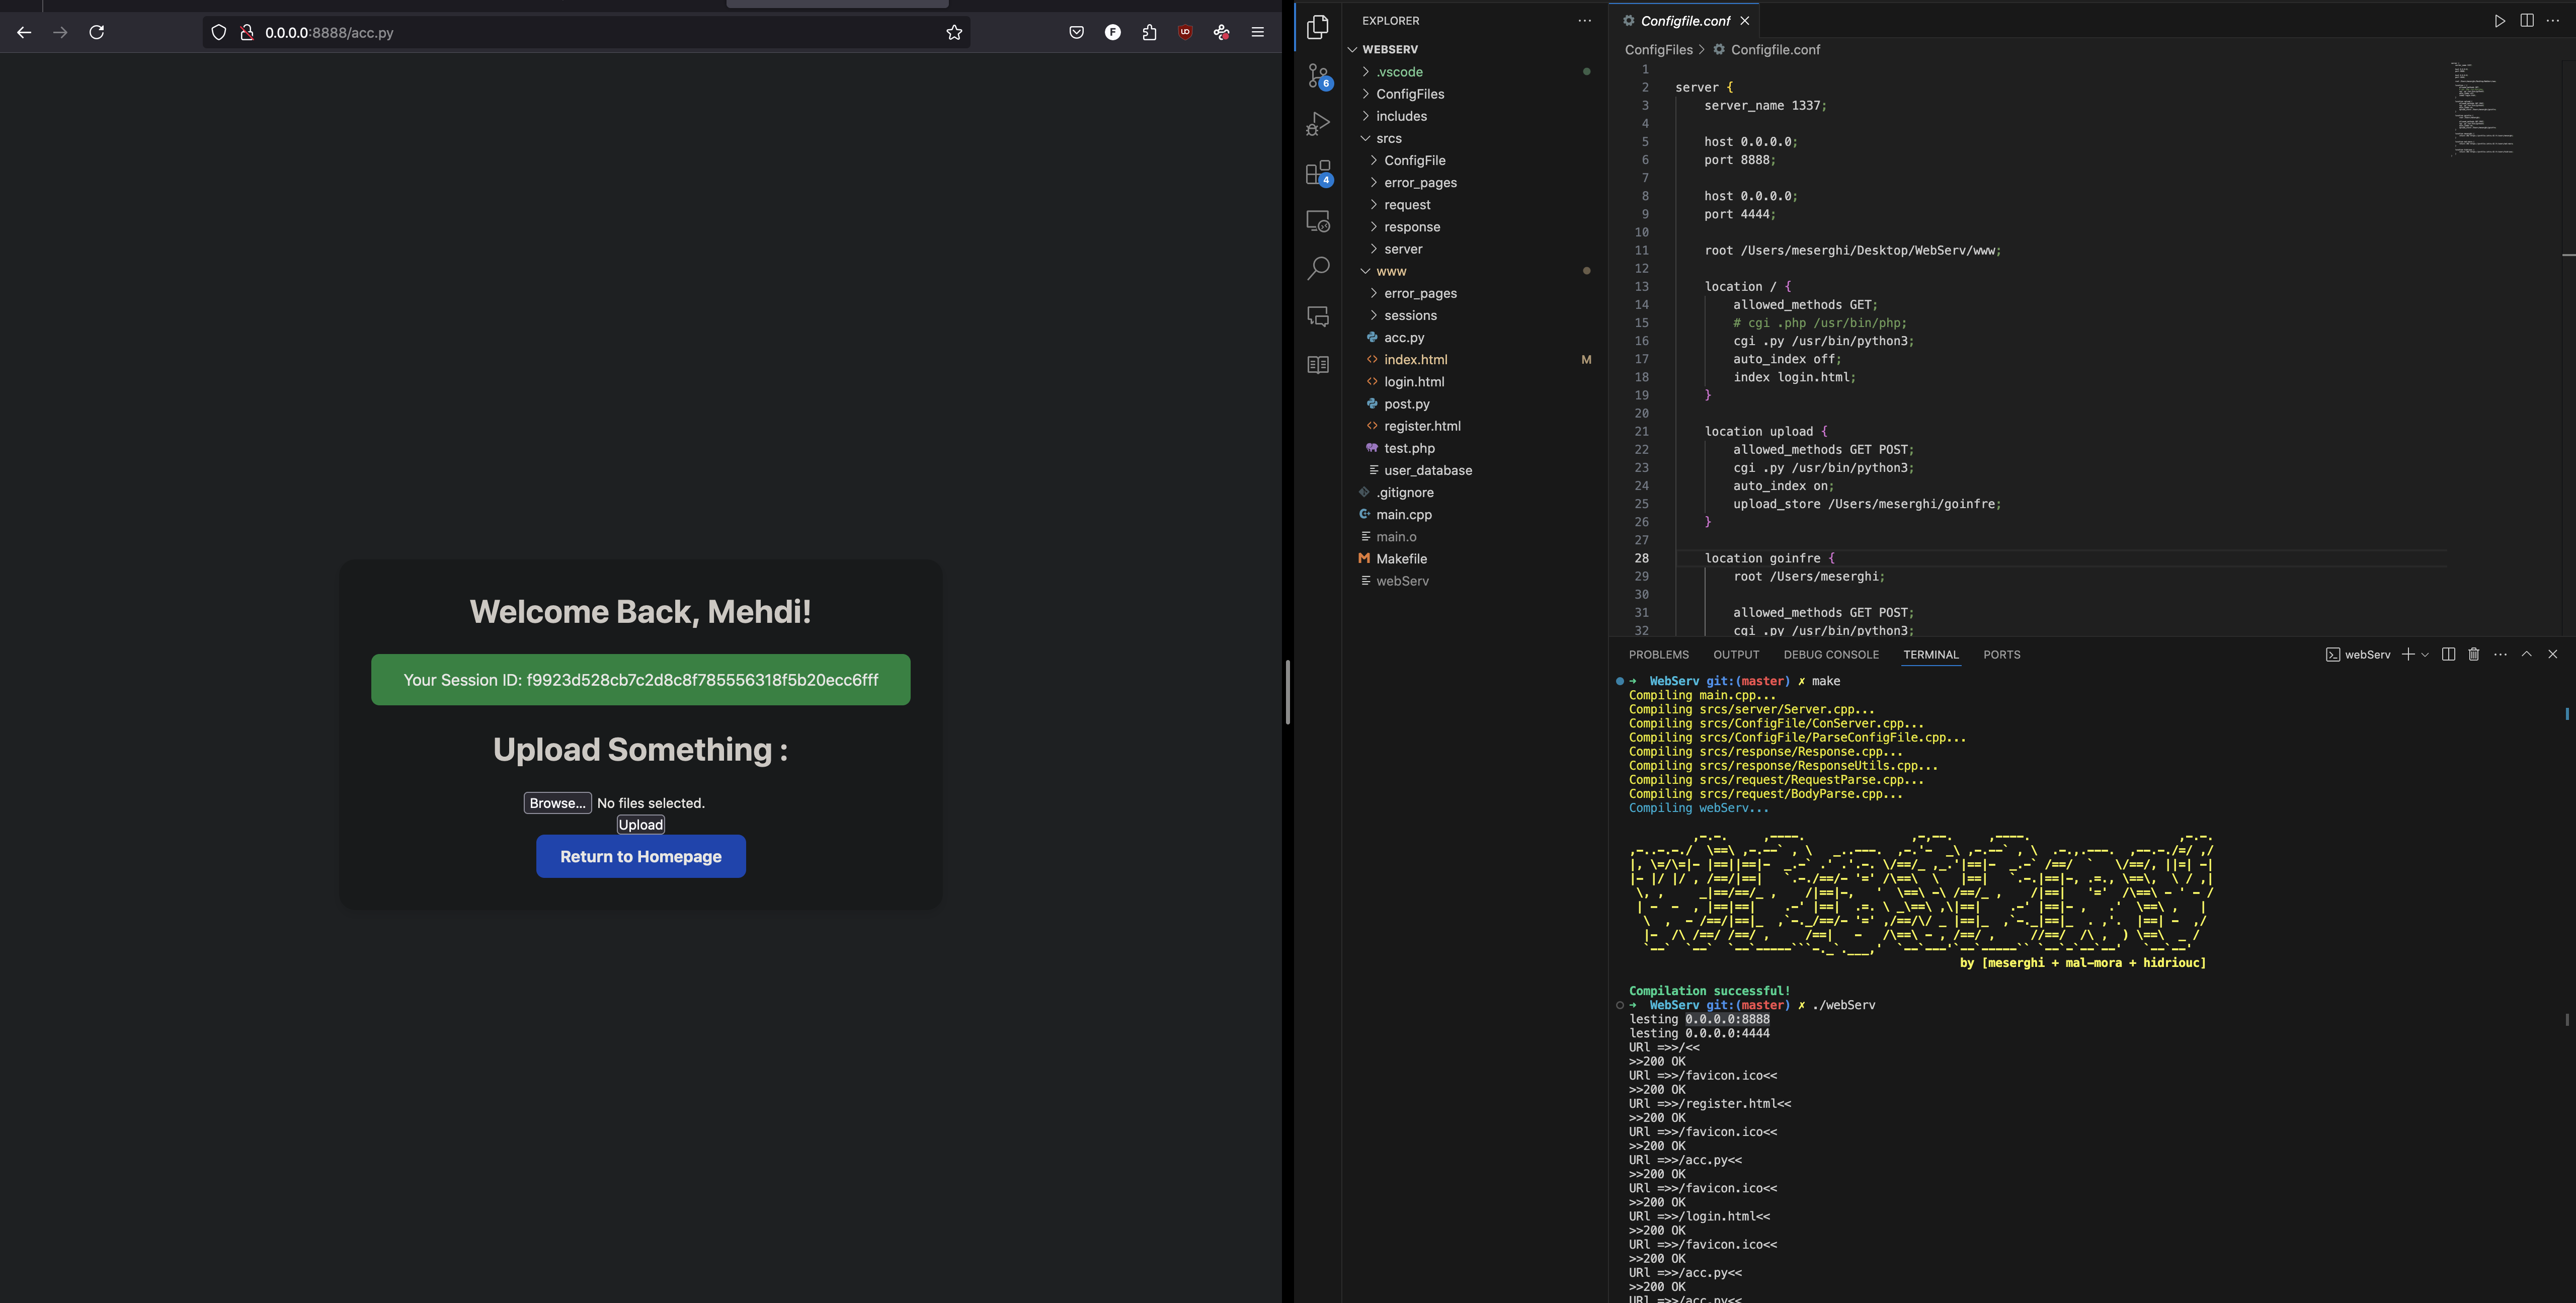 0.0.0.0:8888/acc.py
Welcome Back, Mehdi!
Your Session ID: f9923d528cb7c2d8c8f785556318f5b20ecc6fff
Upload Something :
Browse... No files selected.
Upload
Return to Homepage
6
4
EXPLORER
WEBSERV
.vscode
ConfigFiles
includes
srcs
ConfigFile
error_pages
request
response
server
www
error_pages
sessions
acc.py
index.html M
login.html
post.py
register.html
test.php
user_database
.gitignore
main.cpp
main.o
Makefile
webServ
Configfile.conf
ConfigFiles > Configfile.conf
1
2 server {
3 server_name 1337;
4
5 host 0.0.0.0;
6 port 8888;
7
8 host 0.0.0.0;
9 port 4444;
10
11 root /Users/meserghi/Desktop/WebServ/www;
12
13 location / {
14 allowed_methods GET;
15 # cgi .php /usr/bin/php;
16 cgi .py /usr/bin/python3;
17 auto_index off;
18 index login.html;
19 }
20
21 location upload {
22 allowed_methods GET POST;
23 cgi .py /usr/bin/python3;
24 auto_index on;
25 upload_store /Users/meserghi/goinfre;
26 }
27
28 location goinfre {
29 root /Users/meserghi;
30
31 allowed_methods GET POST;
32 cgi .py /usr/bin/python3;
PROBLEMS OUTPUT DEBUG CONSOLE TERMINAL PORTS
webServ
➜ WebServ git:(master) ✗ make
Compiling main.cpp...
Compiling srcs/server/Server.cpp...
Compiling srcs/ConfigFile/ConServer.cpp...
Compiling srcs/ConfigFile/ParseConfigFile.cpp...
Compiling srcs/response/Response.cpp...
Compiling srcs/response/ResponseUtils.cpp...
Compiling srcs/request/RequestParse.cpp...
Compiling srcs/request/BodyParse.cpp...
Compiling webServ...
WEBSERV
by [meserghi + mal-mora + hidriouc]
Compilation successful!
➜ WebServ git:(master) ✗ ./webServ
lesting 0.0.0.0:8888
lesting 0.0.0.0:4444
URl =>>/<<
>>200 OK
URl =>>/favicon.ico<<
>>200 OK
URl =>>/register.html<<
>>200 OK
URl =>>/favicon.ico<<
>>200 OK
URl =>>/acc.py<<
>>200 OK
URl =>>/favicon.ico<<
>>200 OK
URl =>>/login.html<<
>>200 OK
URl =>>/favicon.ico<<
>>200 OK
URl =>>/acc.py<<
>>200 OK
URl =>>/acc.py<<